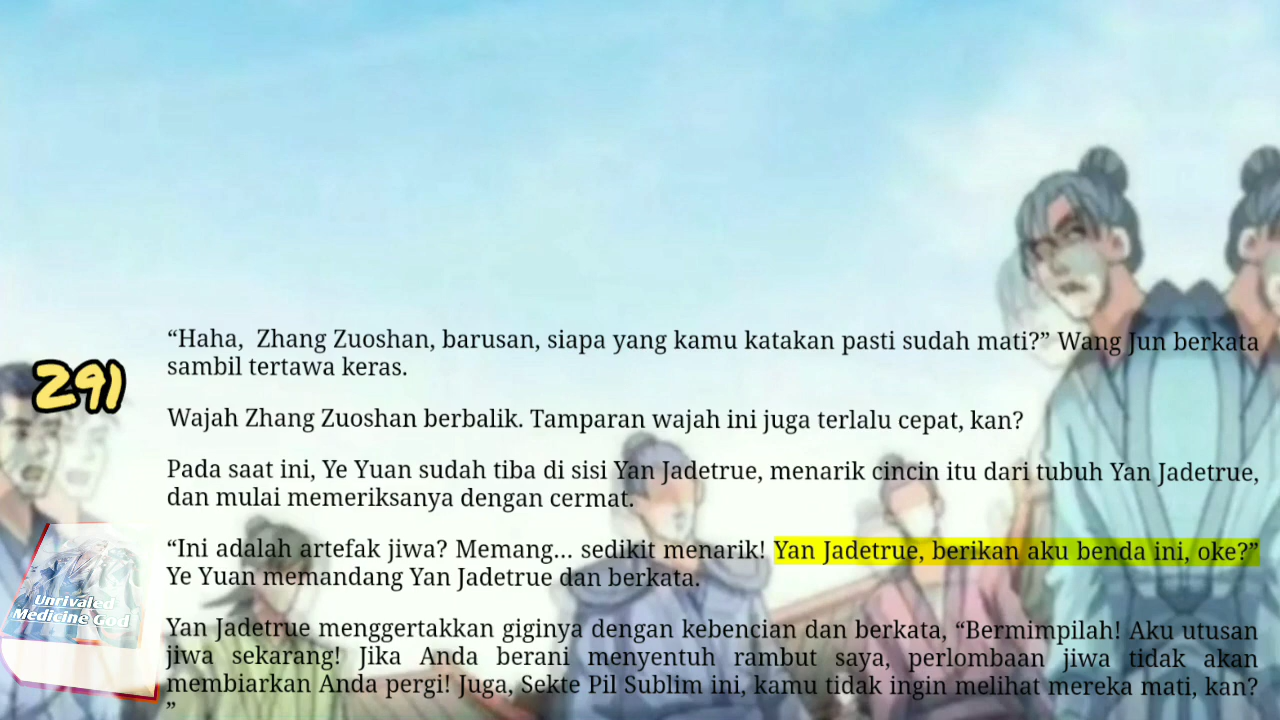 “Haha,  Zhang Zuoshan, barusan, siapa yang kamu katakan pasti sudah mati?” Wang Jun berkata
sambil tertawa keras.
Wajah Zhang Zuoshan berbalik. Tamparan wajah ini juga terlalu cepat, kan?
Pada saat ini, Ye Yuan sudah tiba di sisi Yan Jadetrue, menarik cincin itu dari tubuh Yan Jadetrue,
dan mulai memeriksanya dengan cermat.
“Ini adalah artefak jiwa? Memang... sedikit menarik! Yan Jadetrue, berikan aku benda ini, oke?”
Ye Yuan memandang Yan Jadetrue dan berkata.
Yan Jadetrue menggertakkan giginya dengan kebencian dan berkata, “Bermimpilah! Aku utusan
jiwa sekarang! Jika Anda berani menyentuh rambut saya, perlombaan jiwa tidak akan
membiarkan Anda pergi! Juga, Sekte Pil Sublim ini, kamu tidak ingin melihat mereka mati, kan?
”
291
Unrivaled
Medicine God